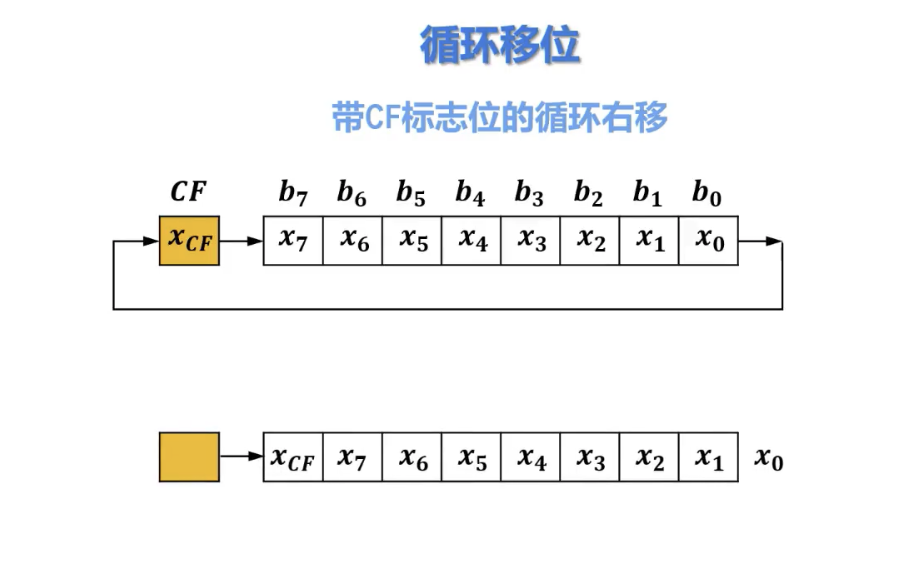 循环移位
带CF标志位的循环右移
CF b₇ b₆ b₅ b₄ b₃ b₂ b₁ b₀
x_CF x₇ x₆ x₅ x₄ x₃ x₂ x₁ x₀
x_CF x₇ x₆ x₅ x₄ x₃ x₂ x₁ x₀